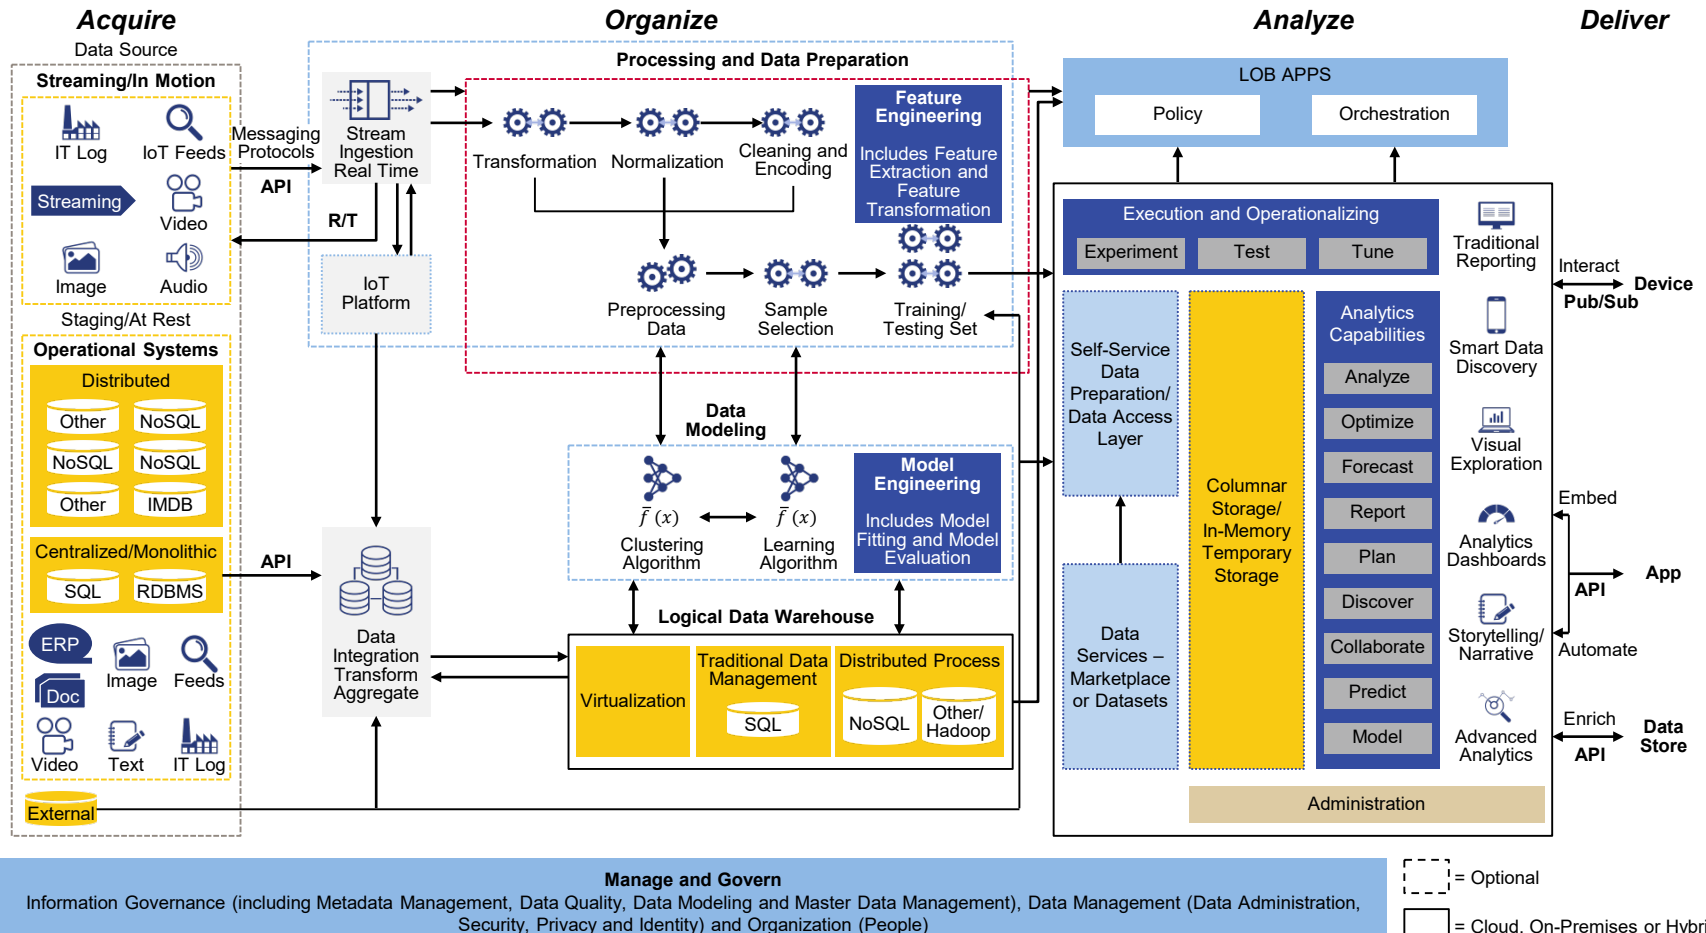 Acquire
Organize
Analyze
Deliver
Data Source
Streaming/In Motion
IT Log
IoT Feeds
Streaming
Video
Image
Audio
Messaging
Protocols
API
R/T
Stream
Ingestion
Real Time
IoT
Platform
Staging/At Rest
Operational Systems
Distributed
Other
NoSQL
NoSQL
NoSQL
Other
IMDB
Centralized/Monolithic
SQL
RDBMS
API
ERP
Doc
Image
Feeds
Video
Text
IT Log
External
Data
Integration
Transform
Aggregate
Processing and Data Preparation
Transformation
Normalization
Cleaning and
Encoding
Feature
Engineering
Includes Feature
Extraction and
Feature
Transformation
Preprocessing
Data
Sample
Selection
Training/
Testing Set
Data
Modeling
f̄ (x)
f̄ (x)
Clustering
Algorithm
Learning
Algorithm
Model
Engineering
Includes Model
Fitting and Model
Evaluation
Logical Data Warehouse
Virtualization
Traditional Data
Management
SQL
Distributed Process
NoSQL
Other/
Hadoop
LOB APPS
Policy
Orchestration
Execution and Operationalizing
Experiment
Test
Tune
Self-Service
Data
Preparation/
Data Access
Layer
Data
Services –
Marketplace
or Datasets
Columnar
Storage/
In-Memory
Temporary
Storage
Analytics
Capabilities
Analyze
Optimize
Forecast
Report
Plan
Discover
Collaborate
Predict
Model
Traditional
Reporting
Smart Data
Discovery
Visual
Exploration
Analytics
Dashboards
Storytelling/
Narrative
Advanced
Analytics
Administration
Interact
Pub/Sub
Device
Embed
API
App
Automate
Enrich
API
Data
Store
Manage and Govern
Information Governance (including Metadata Management, Data Quality, Data Modeling and Master Data Management), Data Management (Data Administration,
Security, Privacy and Identity) and Organization (People)
= Optional
= Cloud, On-Premises or Hybri